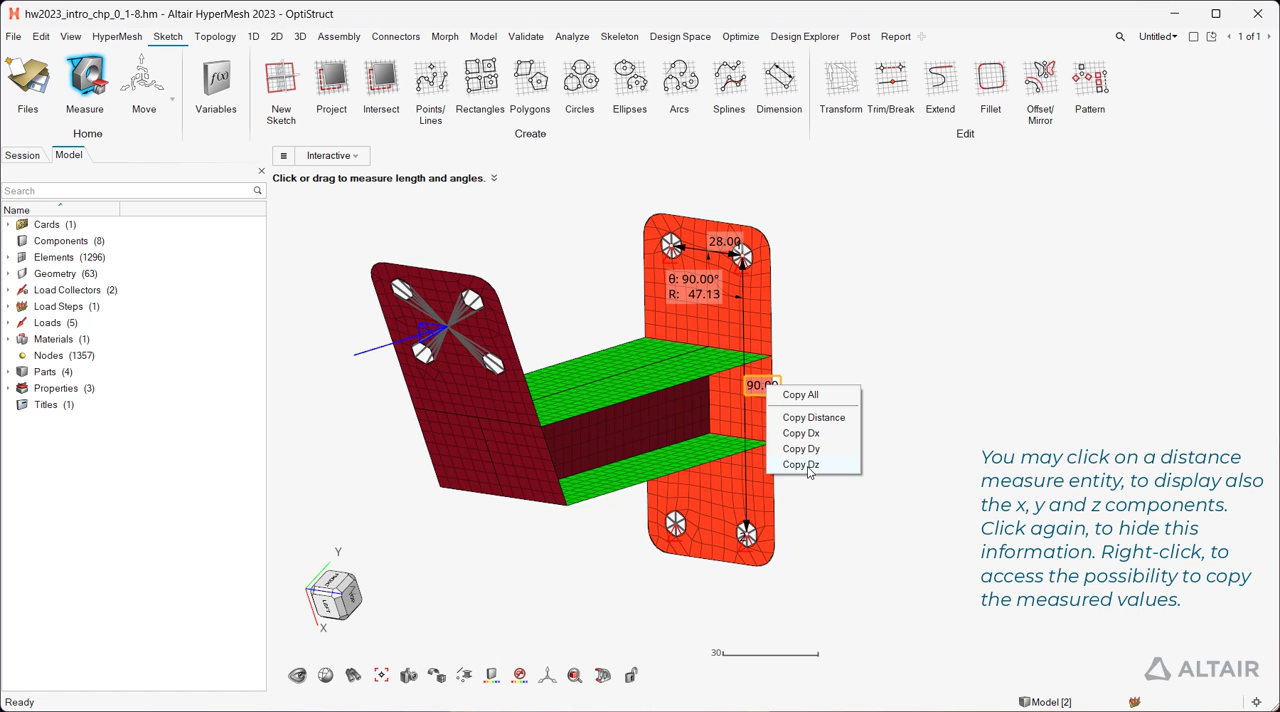 hw2023_intro_chp_0_1-8.hm - Altair HyperMesh 2023 - OptiStruct
File Edit View HyperMesh Sketch Topology 1D 2D 3D Assembly Connectors Morph Model Validate Analyze Skeleton Design Space Optimize Design Explorer Post Report Untitled 1 of 1
Files Measure Move Variables New Sketch Project Intersect Points/Lines Rectangles Polygons Circles Ellipses Arcs Splines Dimension Transform Trim/Break Extend Fillet Offset/Mirror Pattern
Home Create Edit
Session Model
Interactive
Click or drag to measure length and angles.
Search
Name
Cards (1)
Components (8)
Elements (1296)
Geometry (63)
Load Collectors (2)
Load Steps (1)
Loads (5)
Materials (1)
Nodes (1357)
Parts (4)
Properties (3)
Titles (1)
28.00
θ: 90.00°
R: 47.13
90.00
Copy All
Copy Distance
Copy Dx
Copy Dy
Copy Dz
You may click on a distance
measure entity, to display also
the x, y and z components.
Click again, to hide this
information. Right-click, to
access the possibility to copy
the measured values.
Y
LEFT
X
30
ALTAIR
Ready
Model [2]